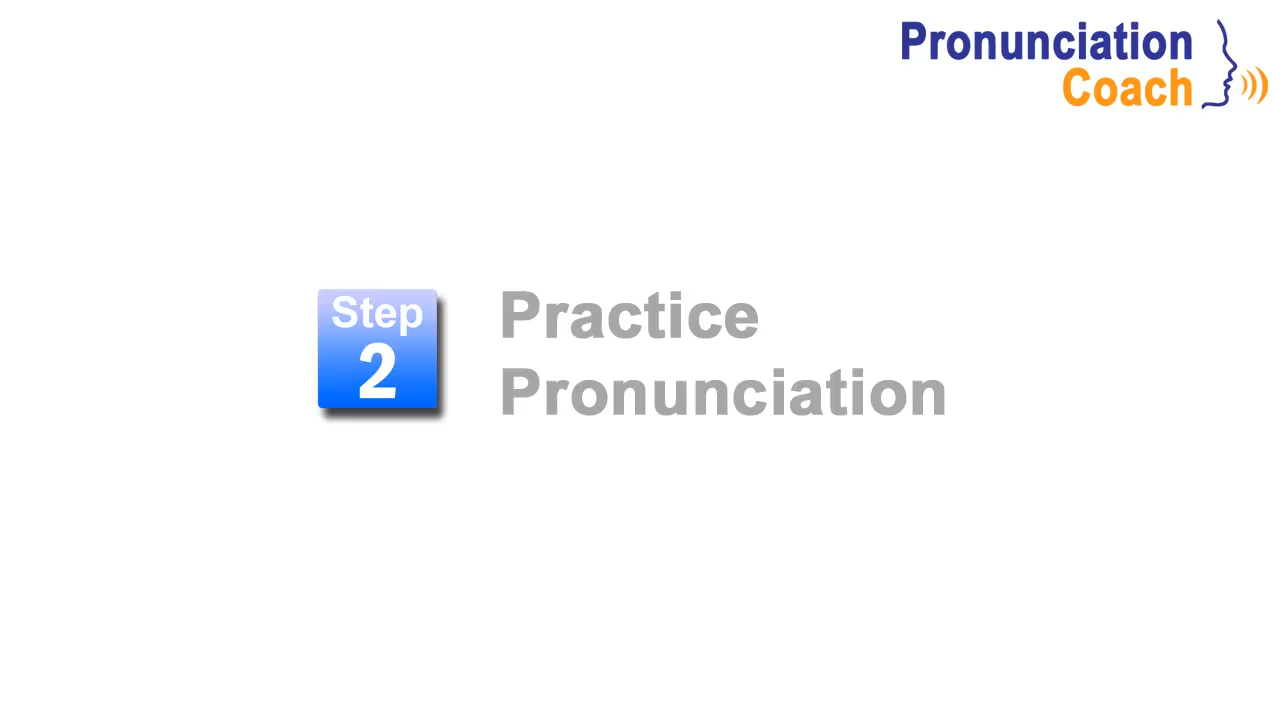 Pronunciation
Coach
Step
2
Practice
Pronunciation